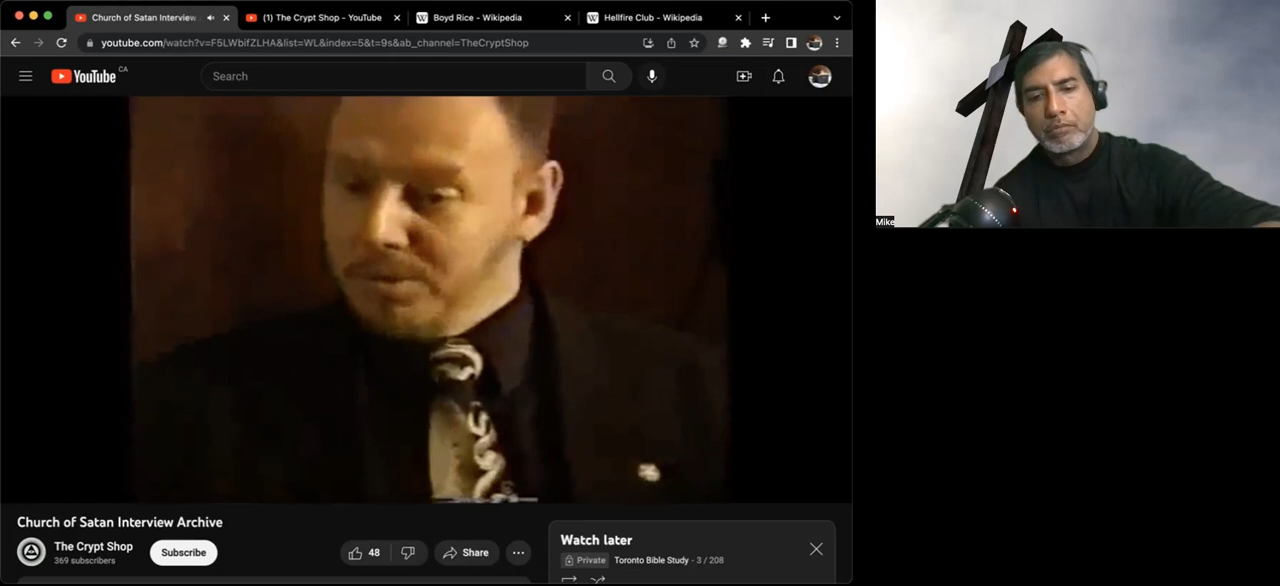 Church of Satan Interview
(1) The Crypt Shop - YouTube
Boyd Rice - Wikipedia
Hellfire Club - Wikipedia
youtube.com/watch?v=F5LWbifZLHA&list=WL&index=5&t=9s&ab_channel=TheCryptShop
YouTube CA
Search
Mike
Church of Satan Interview Archive
The Crypt Shop
369 subscribers
Subscribe
48
Share
Watch later
Private
Toronto Bible Study - 3 / 208